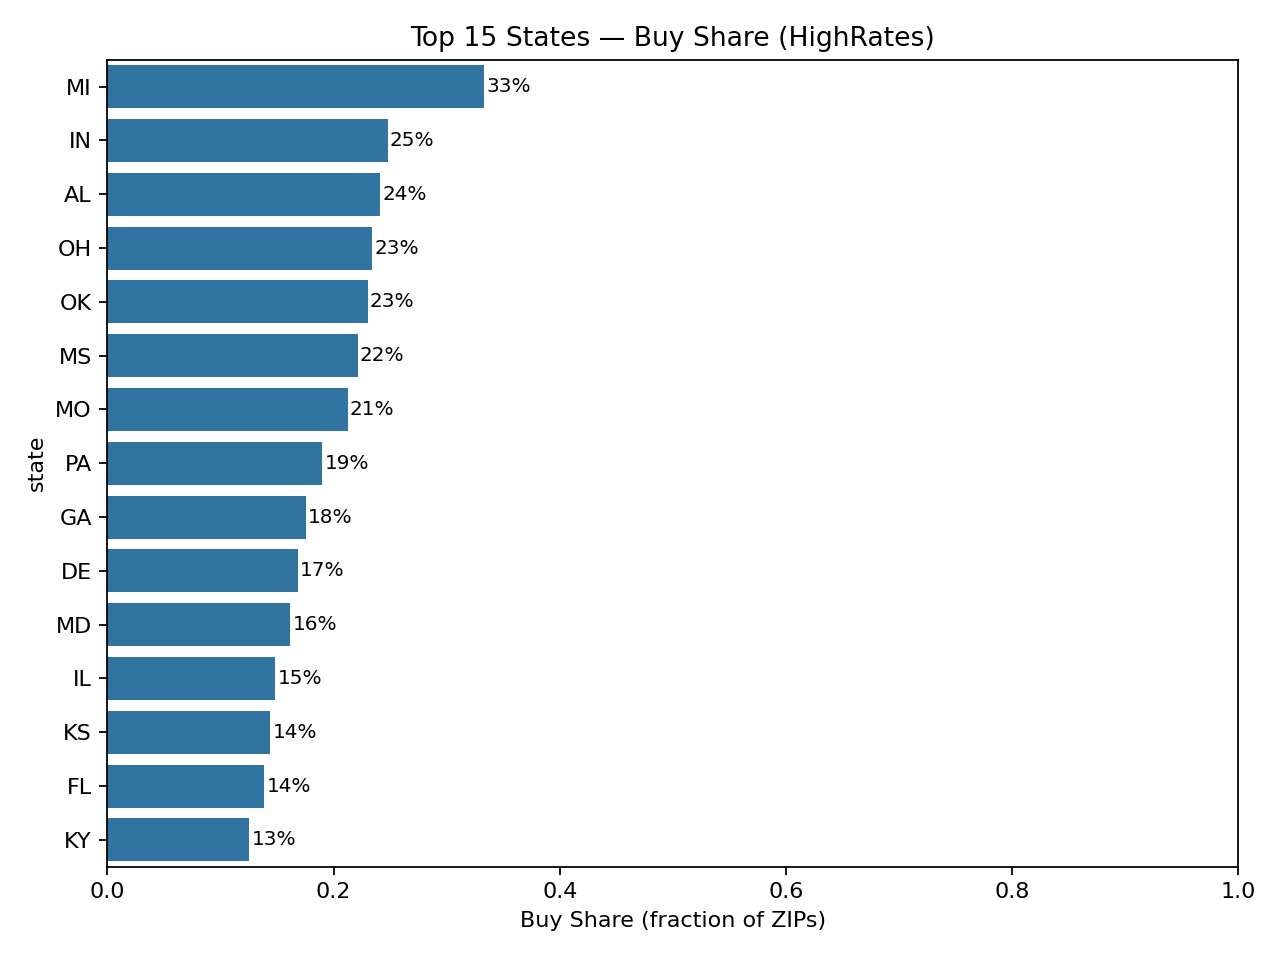 Top 15 States — Buy Share (HighRates)
MI 33%
IN 25%
AL 24%
OH 23%
OK 23%
MS 22%
MO 21%
PA 19%
GA 18%
DE 17%
MD 16%
IL 15%
KS 14%
FL 14%
KY 13%
state
0.0 0.2 0.4 0.6 0.8 1.0
Buy Share (fraction of ZIPs)